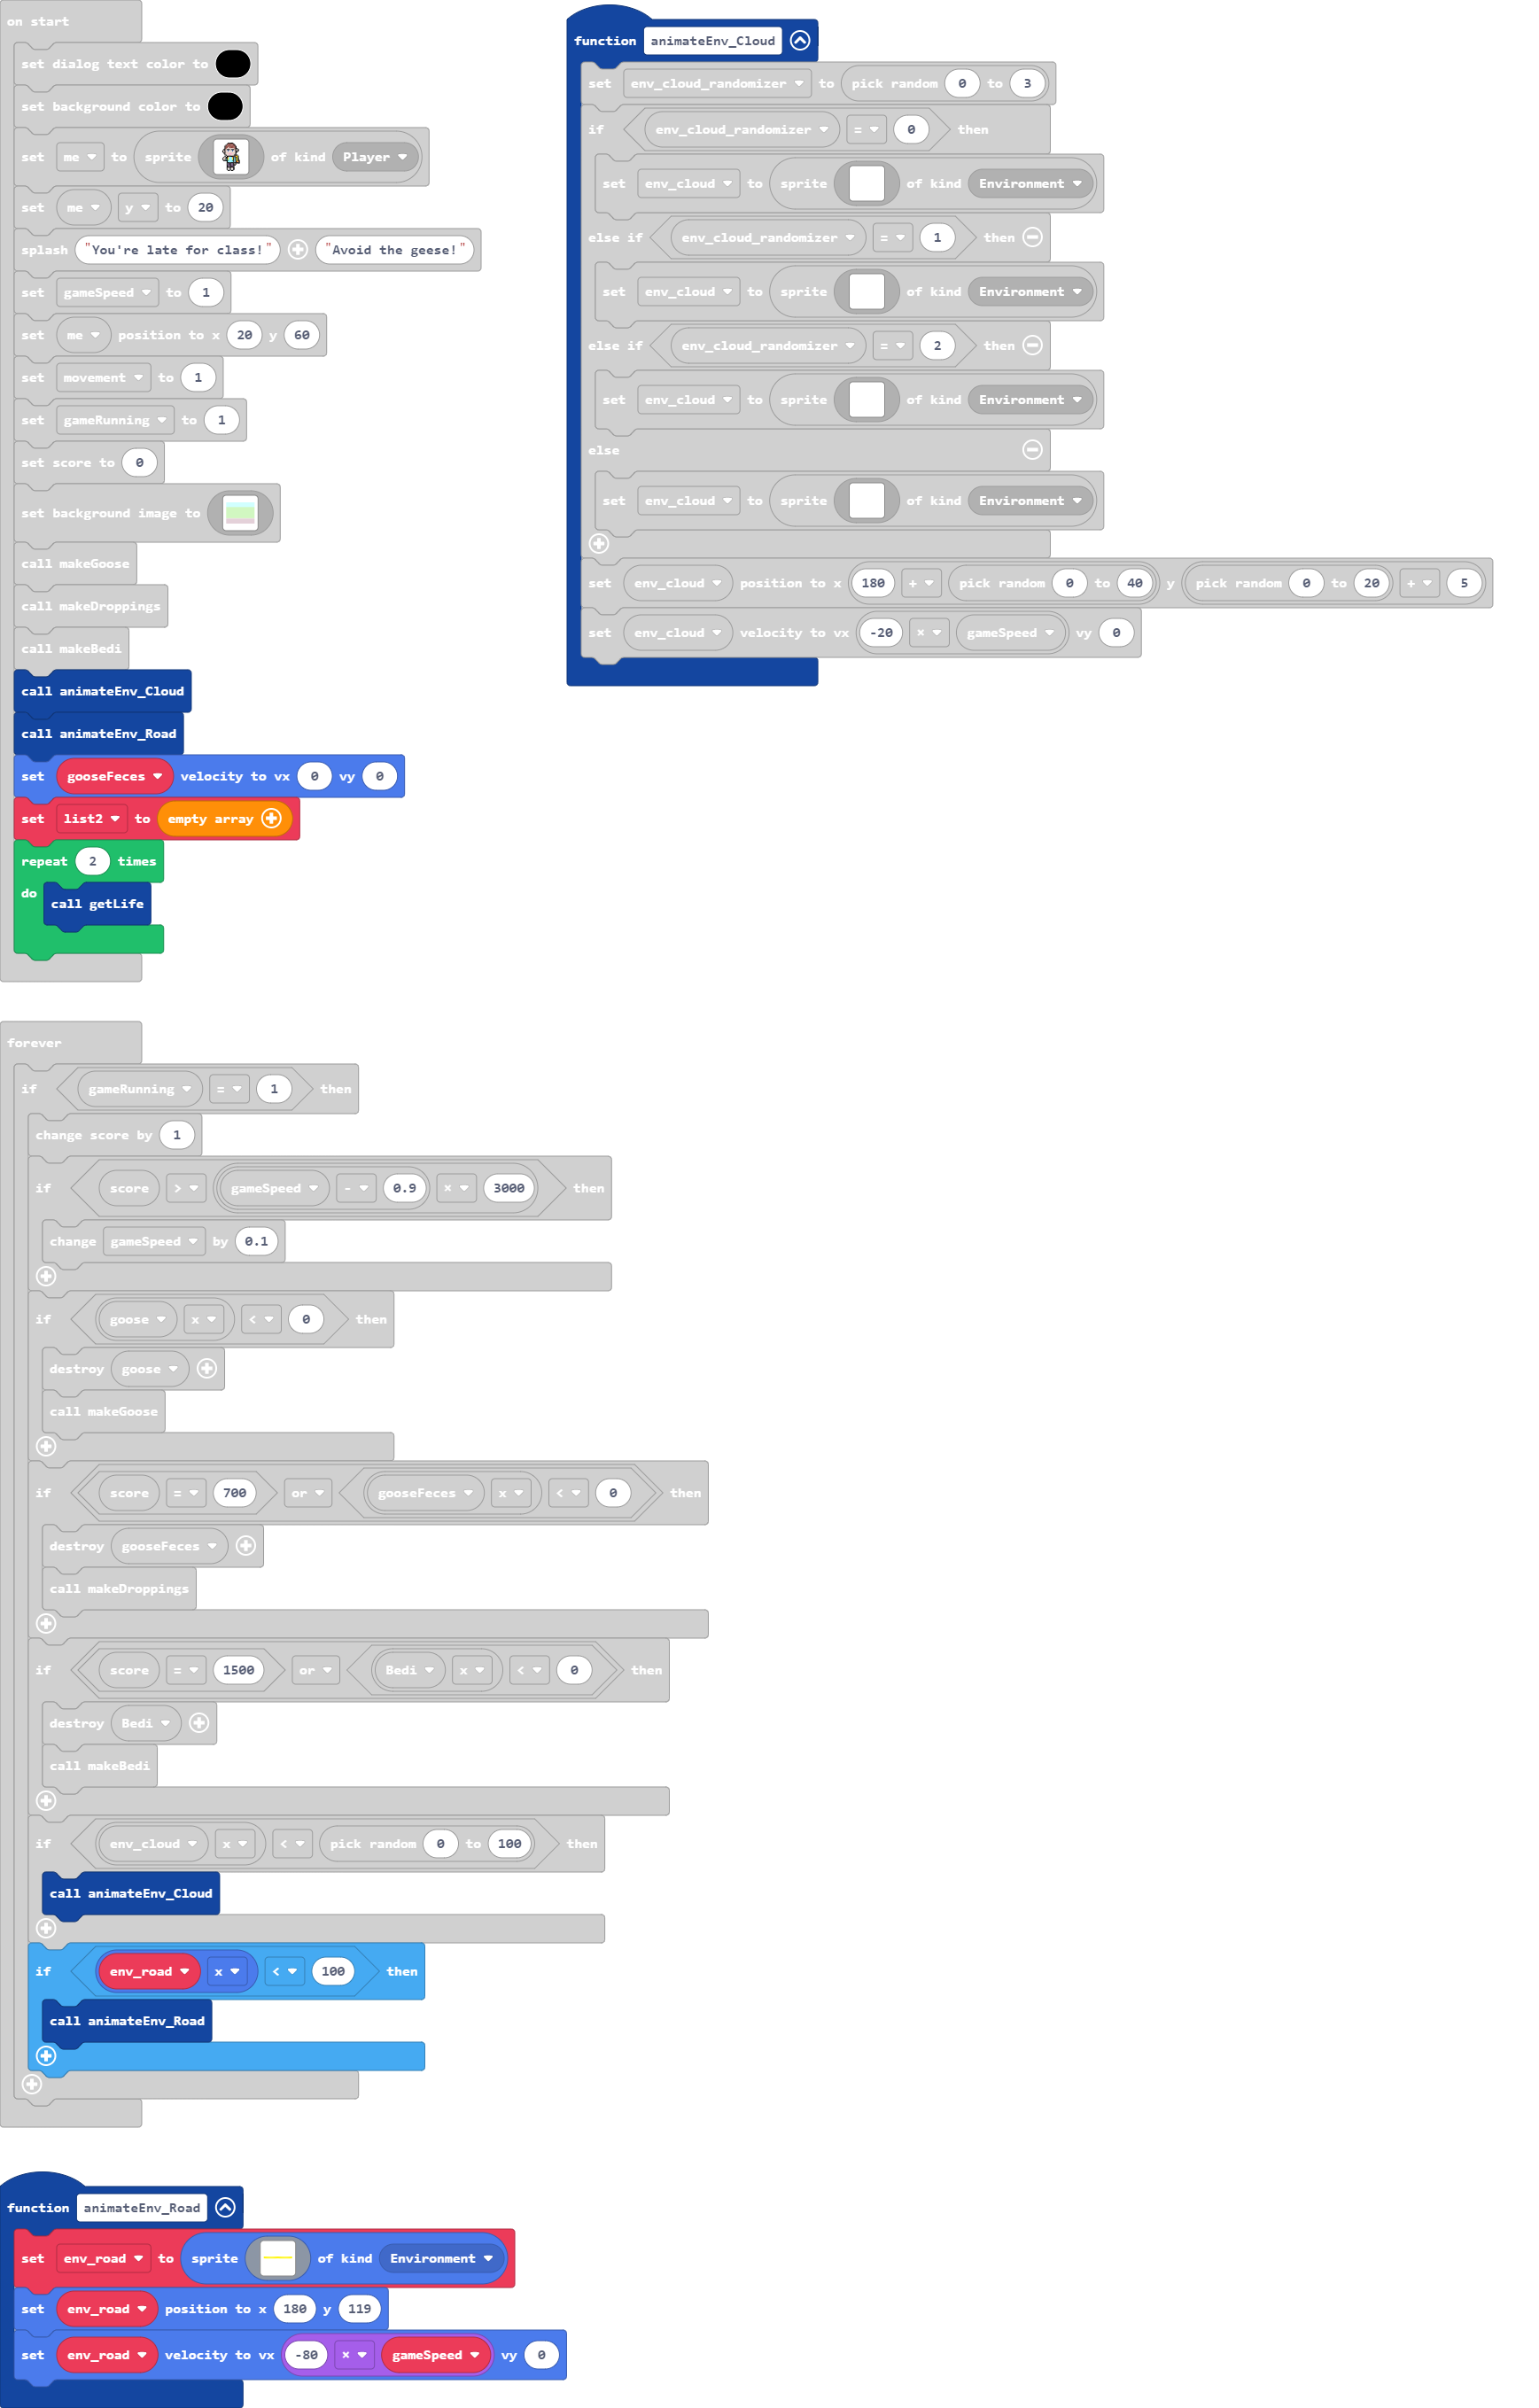 on start
set dialog text color to
set background color to
set me to sprite of kind Player
set me y to 20
splash "You're late for class!" "Avoid the geese!"
set gameSpeed to 1
set me position to x 20 y 60
set movement to 1
set gameRunning to 1
set score to 0
set background image to
call makeGoose
call makeDroppings
call makeBedi
call animateEnv_Cloud
call animateEnv_Road
set gooseFeces velocity to vx 0 vy 0
set list2 to empty array
repeat 2 times
do
call getLife
function animateEnv_Cloud
set env_cloud_randomizer to pick random 0 to 3
if env_cloud_randomizer = 0 then
set env_cloud to sprite of kind Environment
else if env_cloud_randomizer = 1 then
set env_cloud to sprite of kind Environment
else if env_cloud_randomizer = 2 then
set env_cloud to sprite of kind Environment
else
set env_cloud to sprite of kind Environment
set env_cloud position to x 180 + pick random 0 to 40 y pick random 0 to 20 + 5
set env_cloud velocity to vx -20 × gameSpeed vy 0
forever
if gameRunning = 1 then
change score by 1
if score > gameSpeed - 0.9 × 3000 then
change gameSpeed by 0.1
if goose x < 0 then
destroy goose
call makeGoose
if score = 700 or gooseFeces x < 0 then
destroy gooseFeces
call makeDroppings
if score = 1500 or Bedi x < 0 then
destroy Bedi
call makeBedi
if env_cloud x < pick random 0 to 100 then
call animateEnv_Cloud
if env_road x < 100 then
call animateEnv_Road
function animateEnv_Road
set env_road to sprite of kind Environment
set env_road position to x 180 y 119
set env_road velocity to vx -80 × gameSpeed vy 0